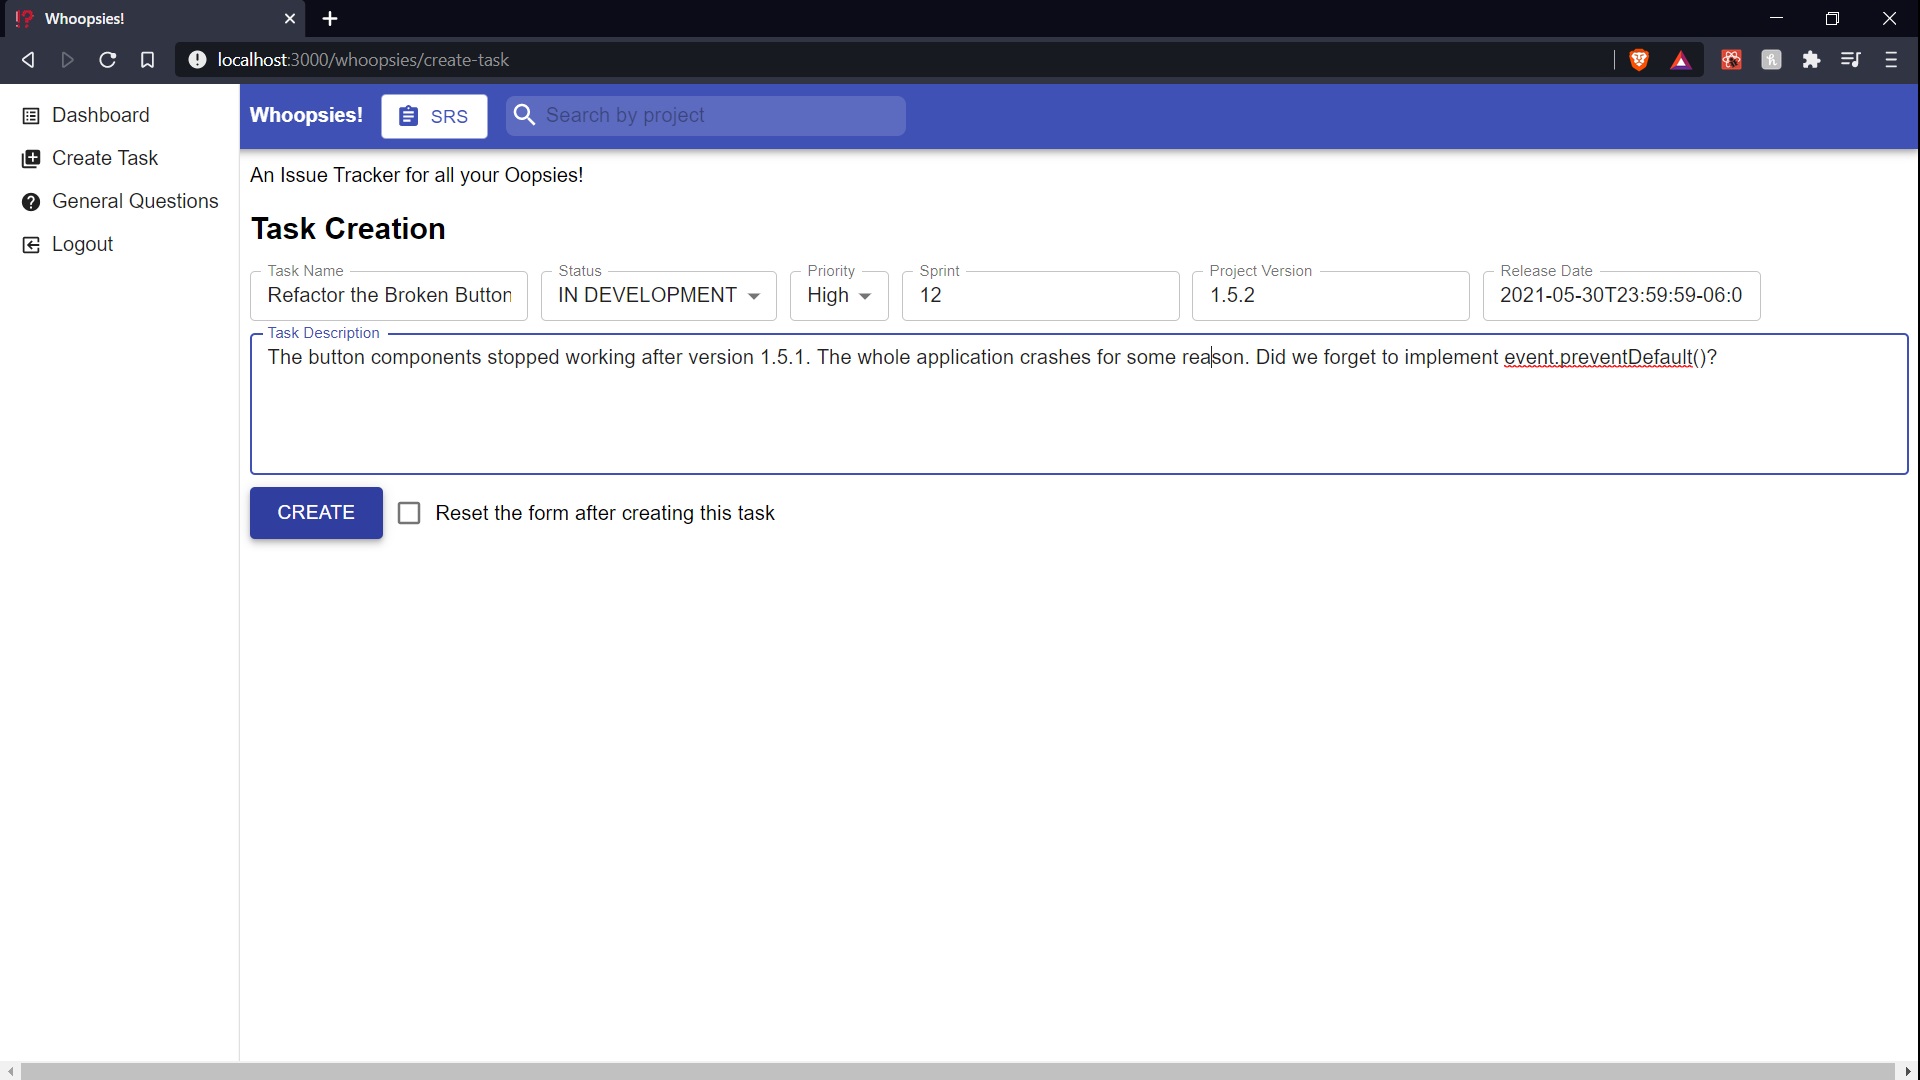 Whoopsies!
localhost:3000/whoopsies/create-task
Dashboard
Create Task
General Questions
Logout
Whoopsies!
SRS
Search by project
An Issue Tracker for all your Oopsies!
Task Creation
Task Name
Refactor the Broken Button
Status
IN DEVELOPMENT
Priority
High
Sprint
12
Project Version
1.5.2
Release Date
2021-05-30T23:59:59-06:0
Task Description
The button components stopped working after version 1.5.1. The whole application crashes for some reason. Did we forget to implement event.preventDefault()?
CREATE
Reset the form after creating this task